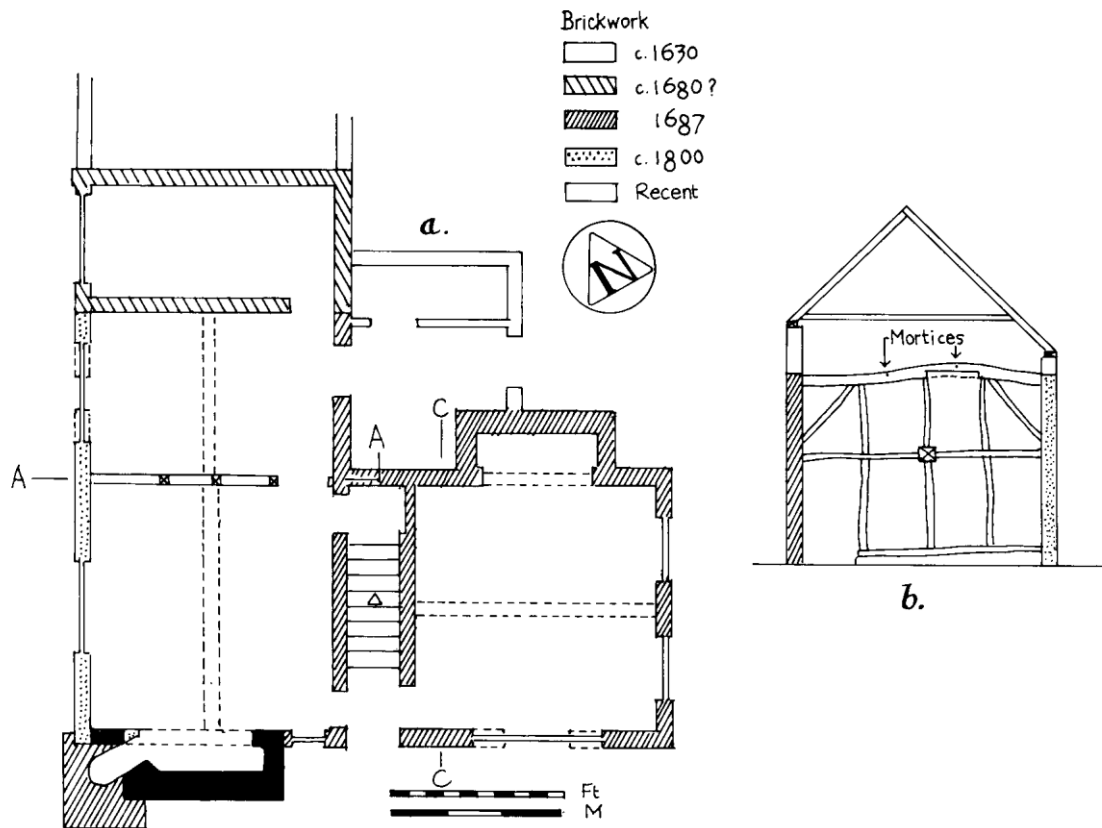 Brickwork
c.1630
c.1680?
1687
c.1800
Recent
a.
N
Mortices
C
A
A
b.
C
Ft
M